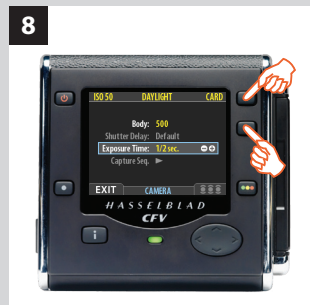 8
ISO 50 DAYLIGHT CARD
Body: 500
Shutter Delay: Default
Exposure Time: 1/2 sec.
Capture Seq.
EXIT CAMERA
HASSELBLAD
CFV
i